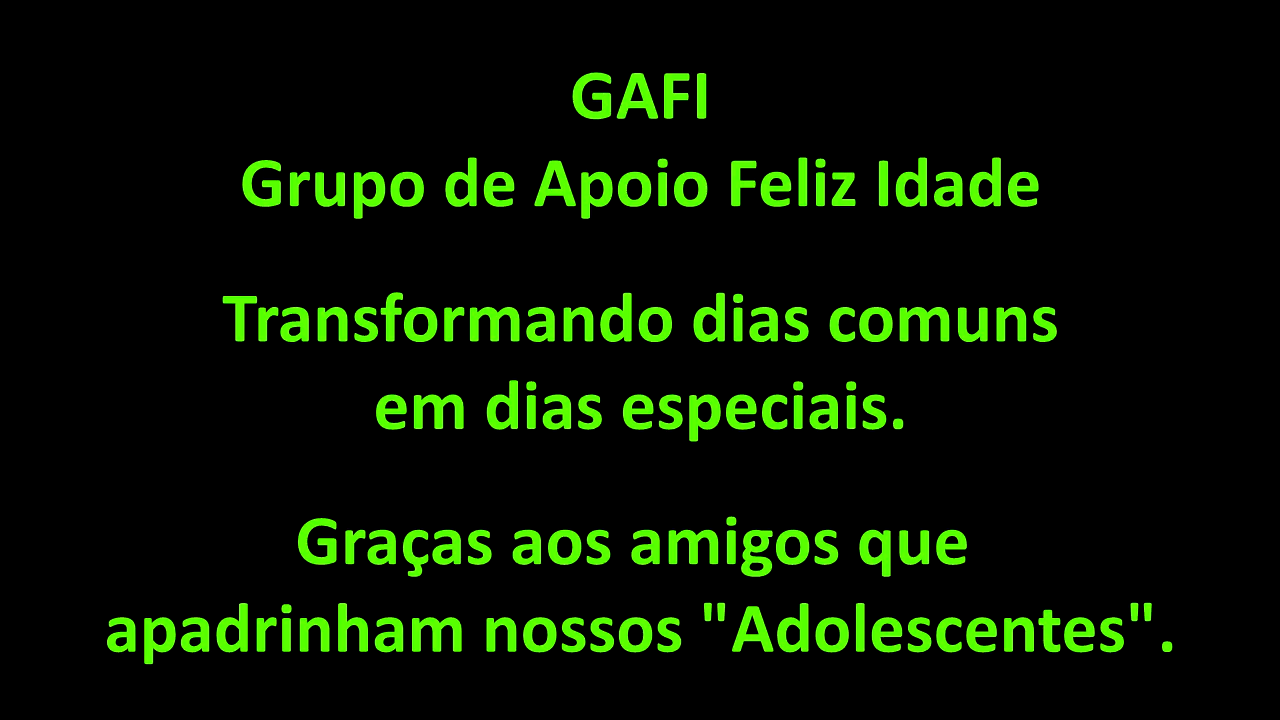 GAFI
Grupo de Apoio Feliz Idade
Transformando dias comuns
em dias especiais.
Graças aos amigos que
apadrinham nossos "Adolescentes".